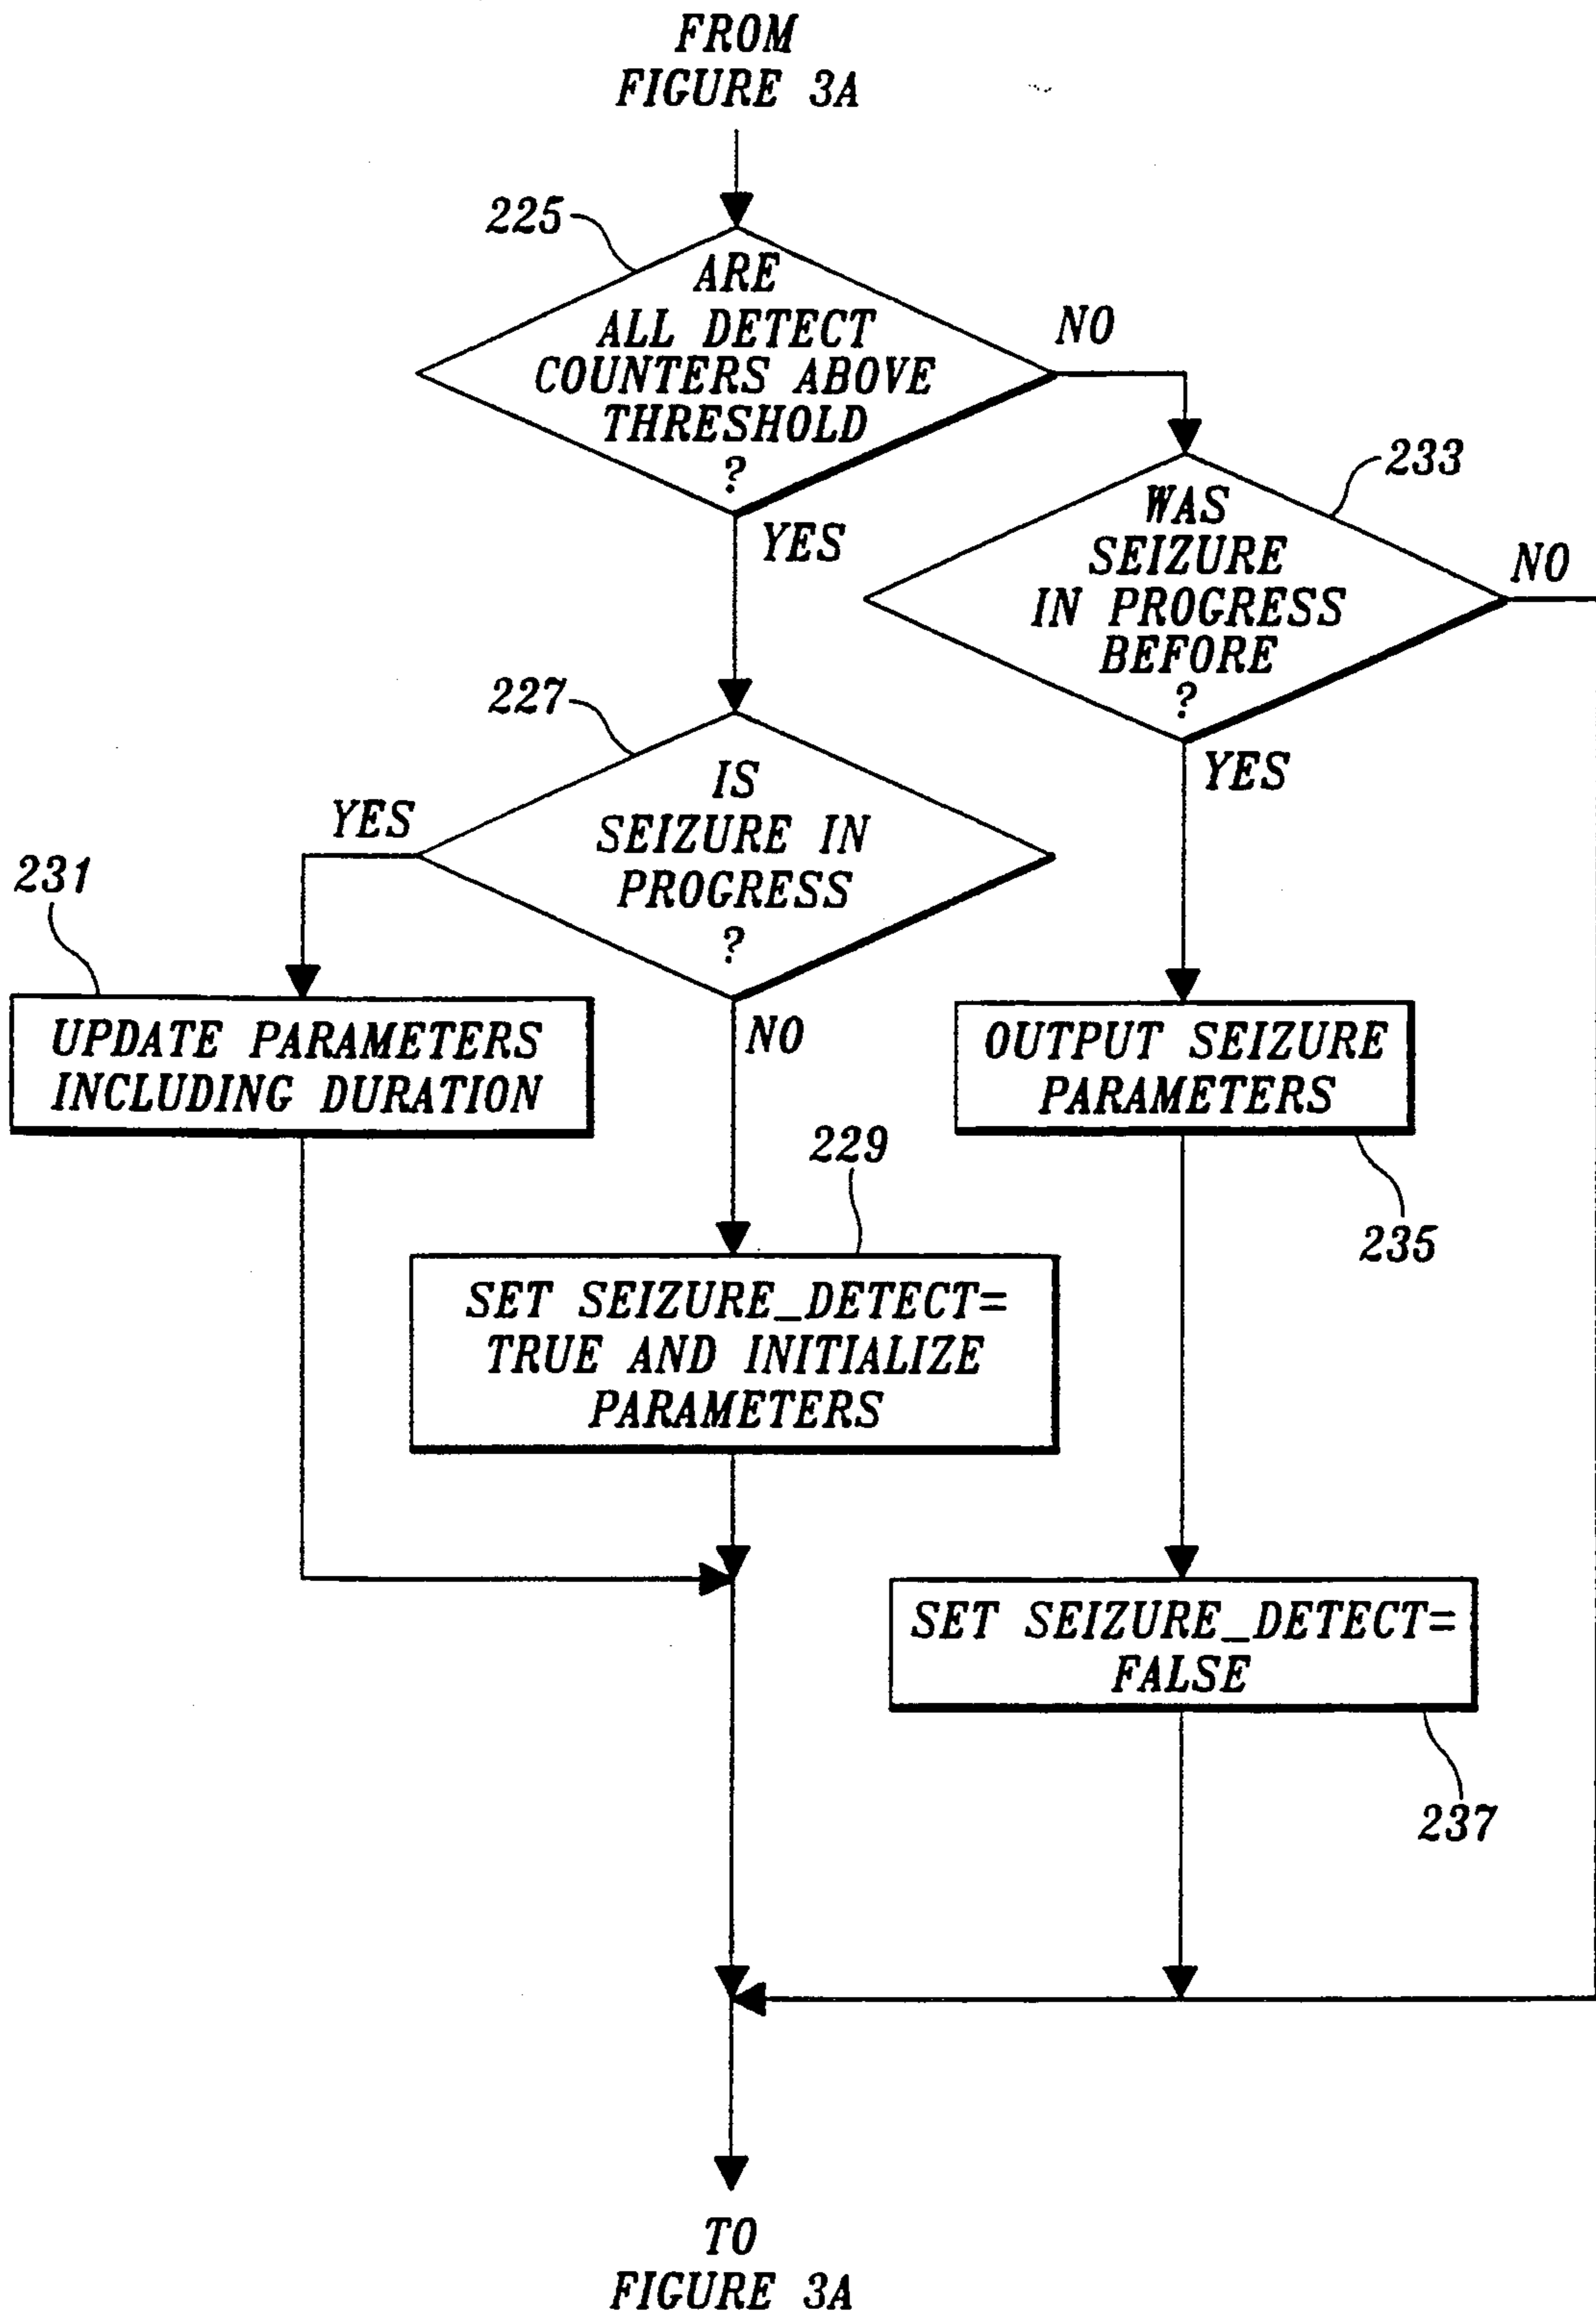 FROM
FIGURE 3A
225
ARE
ALL DETECT
COUNTERS ABOVE
THRESHOLD
?
NO
YES
233
WAS
SEIZURE
IN PROGRESS
BEFORE
?
NO
YES
227
IS
SEIZURE IN
PROGRESS
?
YES
NO
231
UPDATE PARAMETERS
INCLUDING DURATION
OUTPUT SEIZURE
PARAMETERS
235
229
SET SEIZURE_DETECT=
TRUE AND INITIALIZE
PARAMETERS
SET SEIZURE_DETECT=
FALSE
237
TO
FIGURE 3A